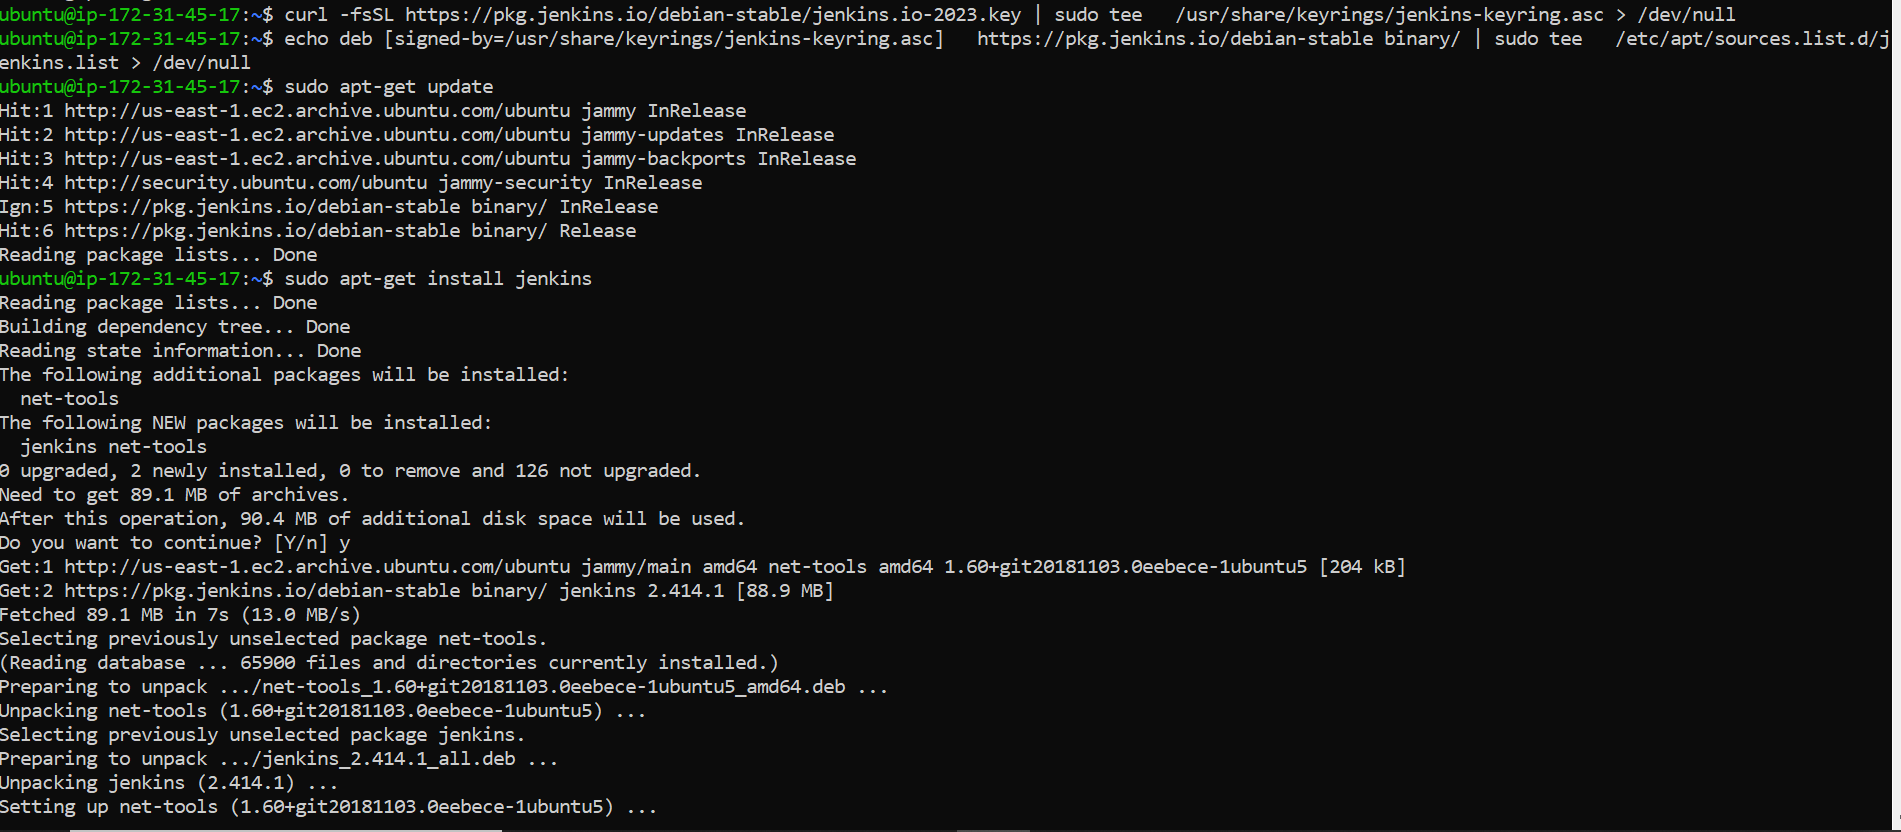 ubuntu@ip-172-31-45-17:~$ curl -fsSL https://pkg.jenkins.io/debian-stable/jenkins.io-2023.key | sudo tee   /usr/share/keyrings/jenkins-keyring.asc > /dev/null
ubuntu@ip-172-31-45-17:~$ echo deb [signed-by=/usr/share/keyrings/jenkins-keyring.asc]   https://pkg.jenkins.io/debian-stable binary/ | sudo tee   /etc/apt/sources.list.d/j
enkins.list > /dev/null
ubuntu@ip-172-31-45-17:~$ sudo apt-get update
Hit:1 http://us-east-1.ec2.archive.ubuntu.com/ubuntu jammy InRelease
Hit:2 http://us-east-1.ec2.archive.ubuntu.com/ubuntu jammy-updates InRelease
Hit:3 http://us-east-1.ec2.archive.ubuntu.com/ubuntu jammy-backports InRelease
Hit:4 http://security.ubuntu.com/ubuntu jammy-security InRelease
Ign:5 https://pkg.jenkins.io/debian-stable binary/ InRelease
Hit:6 https://pkg.jenkins.io/debian-stable binary/ Release
Reading package lists... Done
ubuntu@ip-172-31-45-17:~$ sudo apt-get install jenkins
Reading package lists... Done
Building dependency tree... Done
Reading state information... Done
The following additional packages will be installed:
  net-tools
The following NEW packages will be installed:
  jenkins net-tools
0 upgraded, 2 newly installed, 0 to remove and 126 not upgraded.
Need to get 89.1 MB of archives.
After this operation, 90.4 MB of additional disk space will be used.
Do you want to continue? [Y/n] y
Get:1 http://us-east-1.ec2.archive.ubuntu.com/ubuntu jammy/main amd64 net-tools amd64 1.60+git20181103.0eebece-1ubuntu5 [204 kB]
Get:2 https://pkg.jenkins.io/debian-stable binary/ jenkins 2.414.1 [88.9 MB]
Fetched 89.1 MB in 7s (13.0 MB/s)
Selecting previously unselected package net-tools.
(Reading database ... 65900 files and directories currently installed.)
Preparing to unpack .../net-tools_1.60+git20181103.0eebece-1ubuntu5_amd64.deb ...
Unpacking net-tools (1.60+git20181103.0eebece-1ubuntu5) ...
Selecting previously unselected package jenkins.
Preparing to unpack .../jenkins_2.414.1_all.deb ...
Unpacking jenkins (2.414.1) ...
Setting up net-tools (1.60+git20181103.0eebece-1ubuntu5) ...